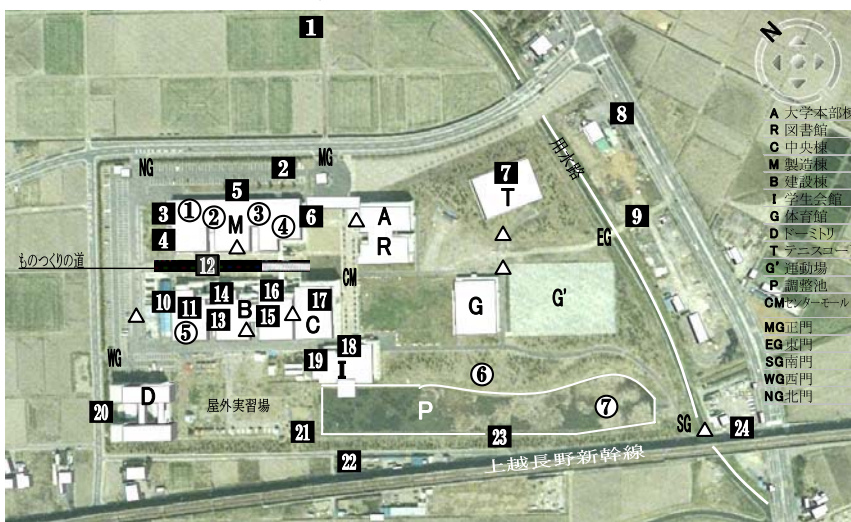 1
N
8
A 大学本部棟
R 図書館
C 中央棟
M 製造棟
B 建設棟
I 学生会館
G 体育館
D ドーミトリ
T テニスコー
G' 運動場
P 調整池
CM センターモール
MG 正門
EG 東門
SG 南門
WG 西門
NG 北門
用水路
NG
2
MG
7
T
5
3
①
②
③
④
6
M
4
A
R
9
EG
ものつくりの道
12
CM
10
11
14
16
17
⑤
13
B
15
C
G
G'
WG
18
19
I
⑥
D
20
屋外実習場
P
⑦
21
22
23
SG
24
上越長野新幹線